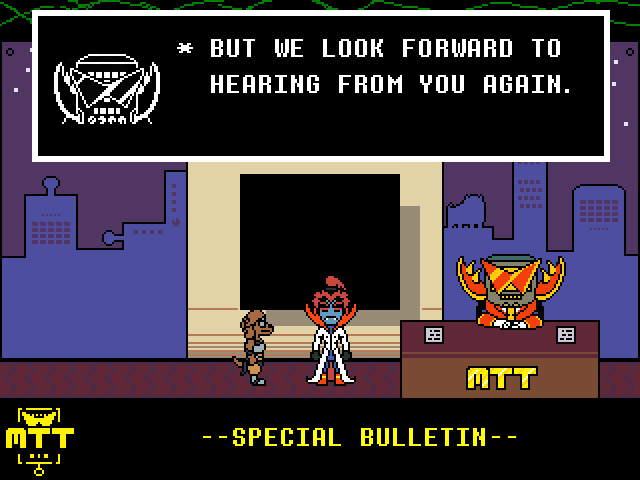 * BUT WE LOOK FORWARD TO
HEARING FROM YOU AGAIN.
MTT
MTT
--SPECIAL BULLETIN--